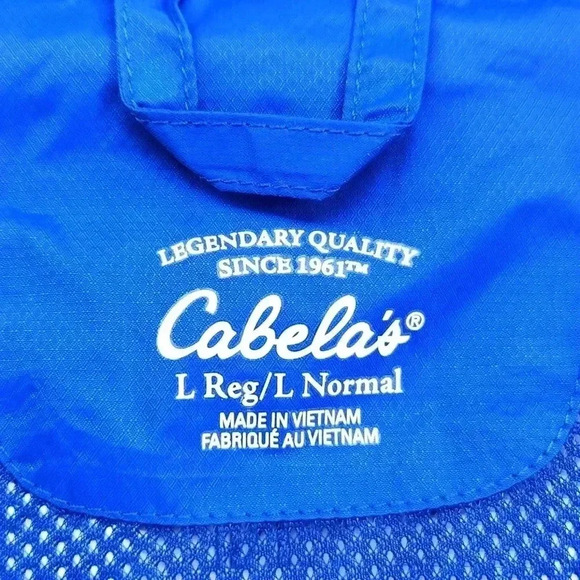 LEGENDARY QUALITY
SINCE 1961™
Cabela's®
L Reg/L Normal
MADE IN VIETNAM
FABRIQUÉ AU VIETNAM